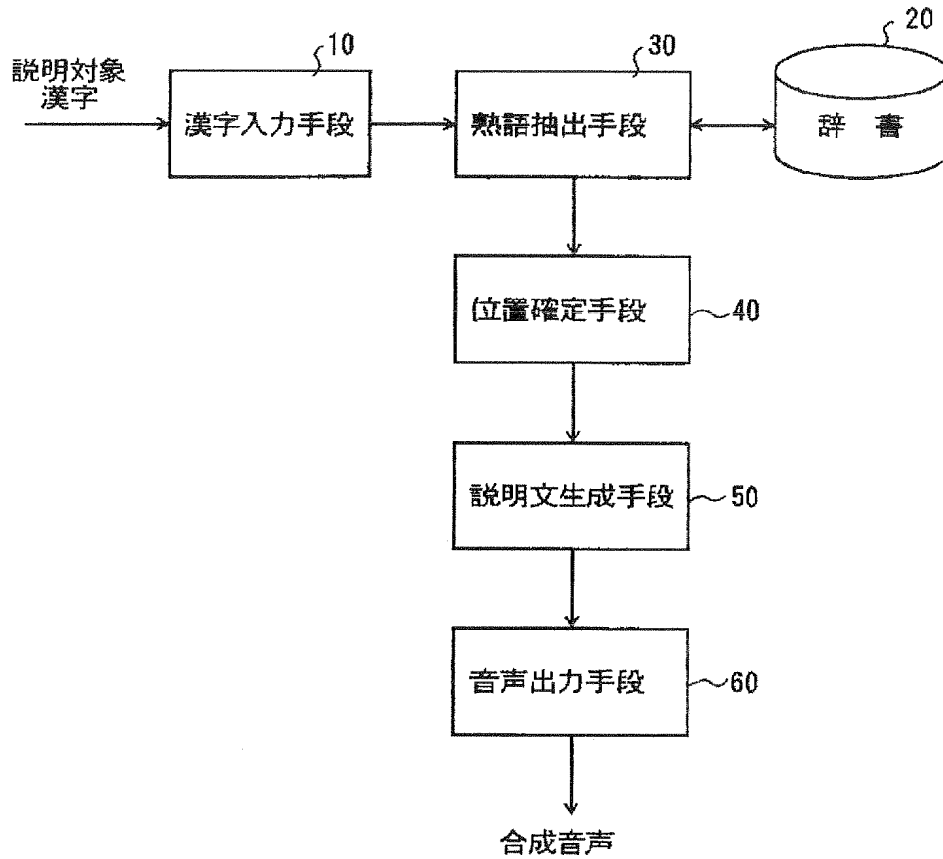 10
30
20
説明対象
漢字
漢字入力手段
熟語抽出手段
辞 書
位置確定手段
40
説明文生成手段
50
音声出力手段
60
合成音声